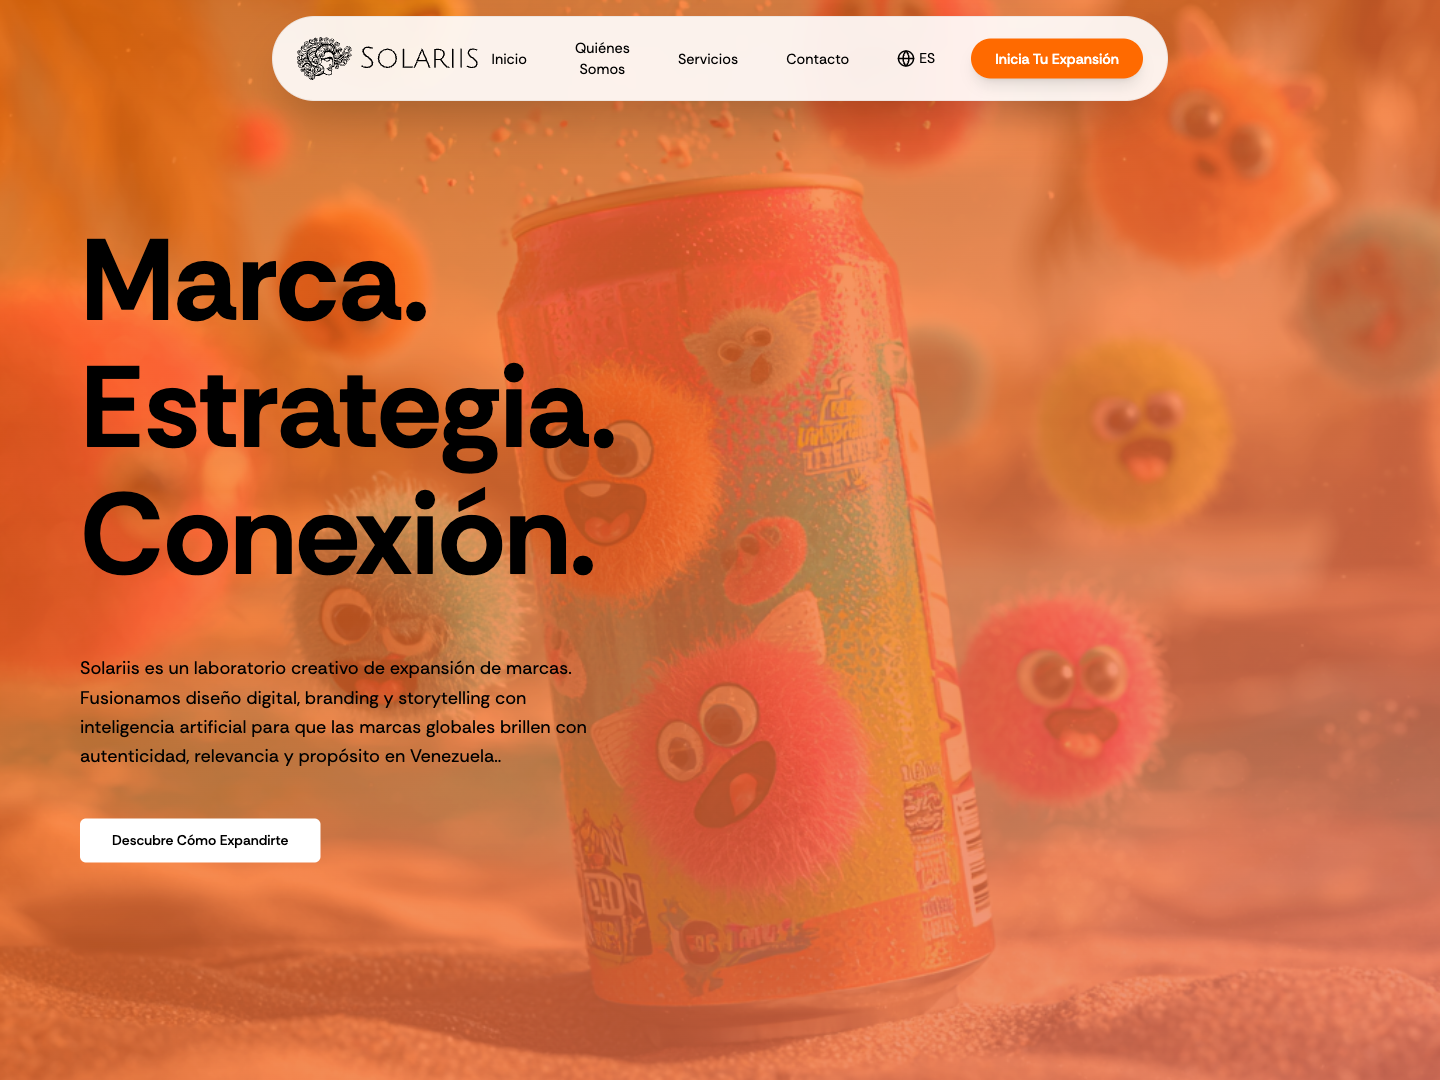 SOLARIIS
Inicio
Quiénes
Somos
Servicios
Contacto
ES
Inicia Tu Expansión
Marca.
Estrategia.
Conexión.
Solariis es un laboratorio creativo de expansión de marcas.
Fusionamos diseño digital, branding y storytelling con
inteligencia artificial para que las marcas globales brillen con
autenticidad, relevancia y propósito en Venezuela..
Descubre Cómo Expandirte